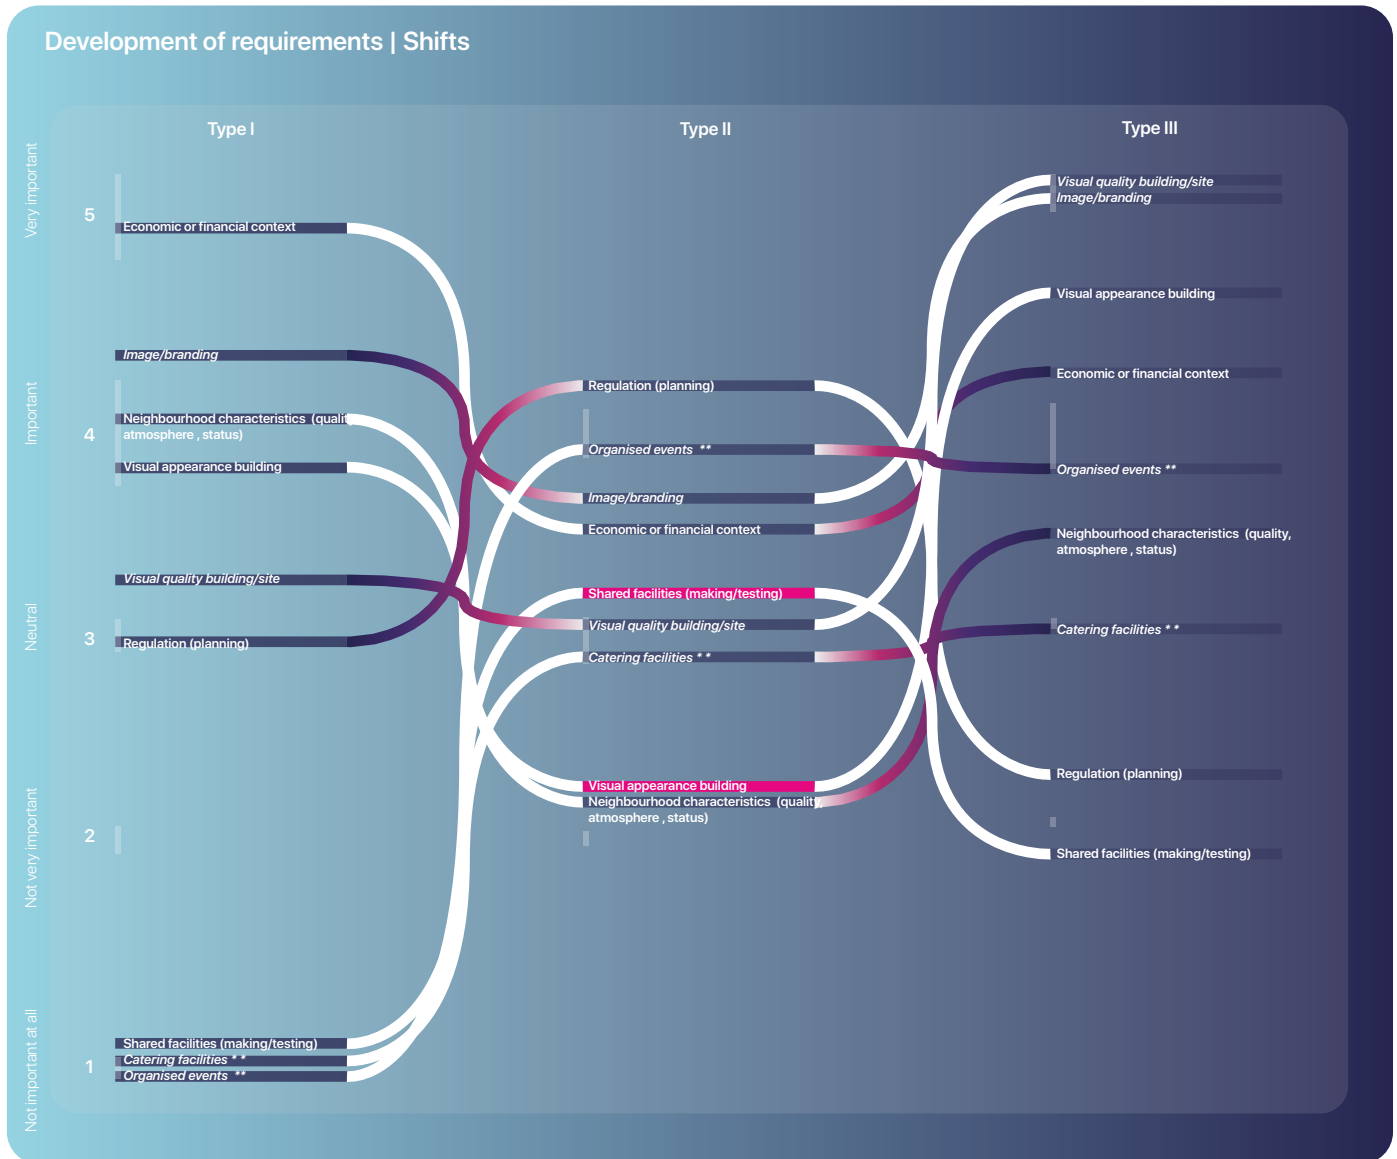 Development of requirements | Shifts
Type I
Type II
Type III
Very important
Important
Neutral
Not very important
Not important at all
5
4
3
2
1
Economic or financial context
Image/branding
Neighbourhood characteristics (qualit
atmosphere , status)
Visual appearance building
Visual quality building/site
Regulation (planning)
Shared facilities (making/testing)
Catering facilities * *
Organised events **
Regulation (planning)
Organised events **
Image/branding
Economic or financial context
Shared facilities (making/testing)
Visual quality building/site
Catering facilities * *
Visual appearance building
Neighbourhood characteristics (quality,
atmosphere , status)
Visual quality building/site
Image/branding
Visual appearance building
Economic or financial context
Organised events **
Neighbourhood characteristics (quality,
atmosphere , status)
Catering facilities * *
Regulation (planning)
Shared facilities (making/testing)